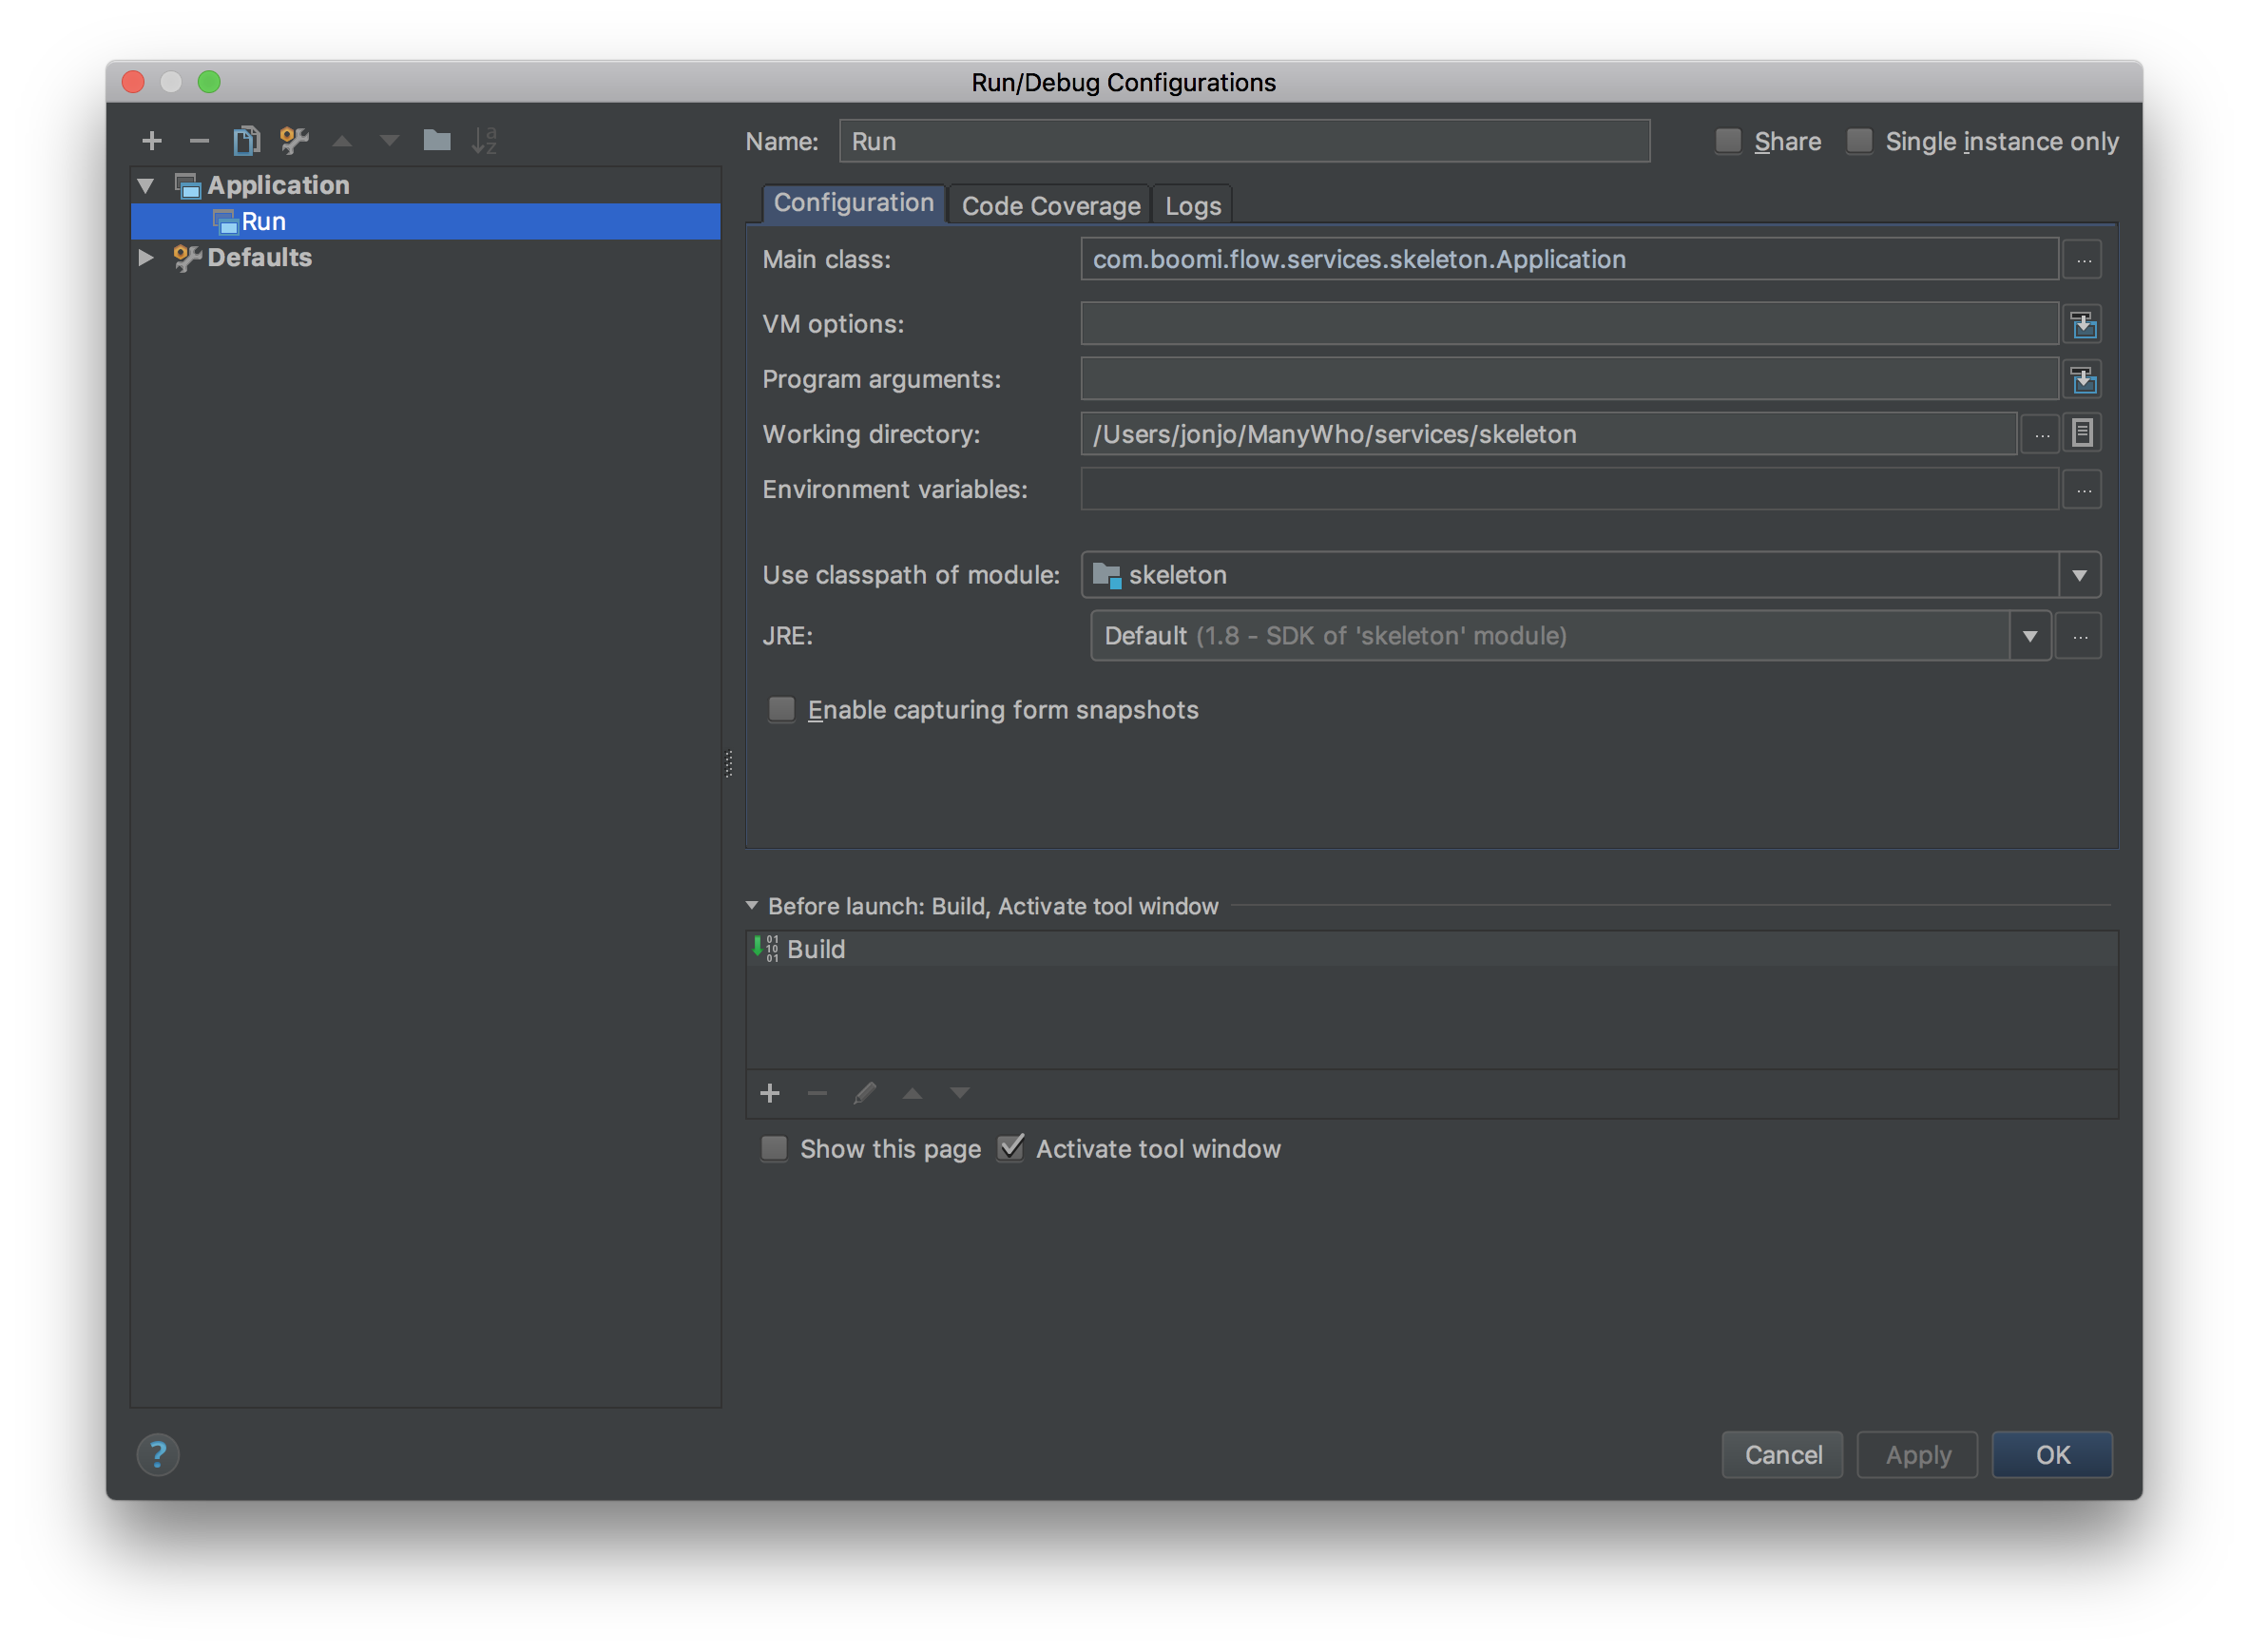 Run/Debug Configurations
Name: Run Share Single instance only
Application
Run
Defaults
Configuration Code Coverage Logs
Main class: com.boomi.flow.services.skeleton.Application ...
VM options:
Program arguments:
Working directory: /Users/jonjo/ManyWho/services/skeleton ...
Environment variables: ...
Use classpath of module: skeleton
JRE: Default (1.8 - SDK of 'skeleton' module) ...
Enable capturing form snapshots
Before launch: Build, Activate tool window
Build
Show this page Activate tool window
? Cancel Apply OK